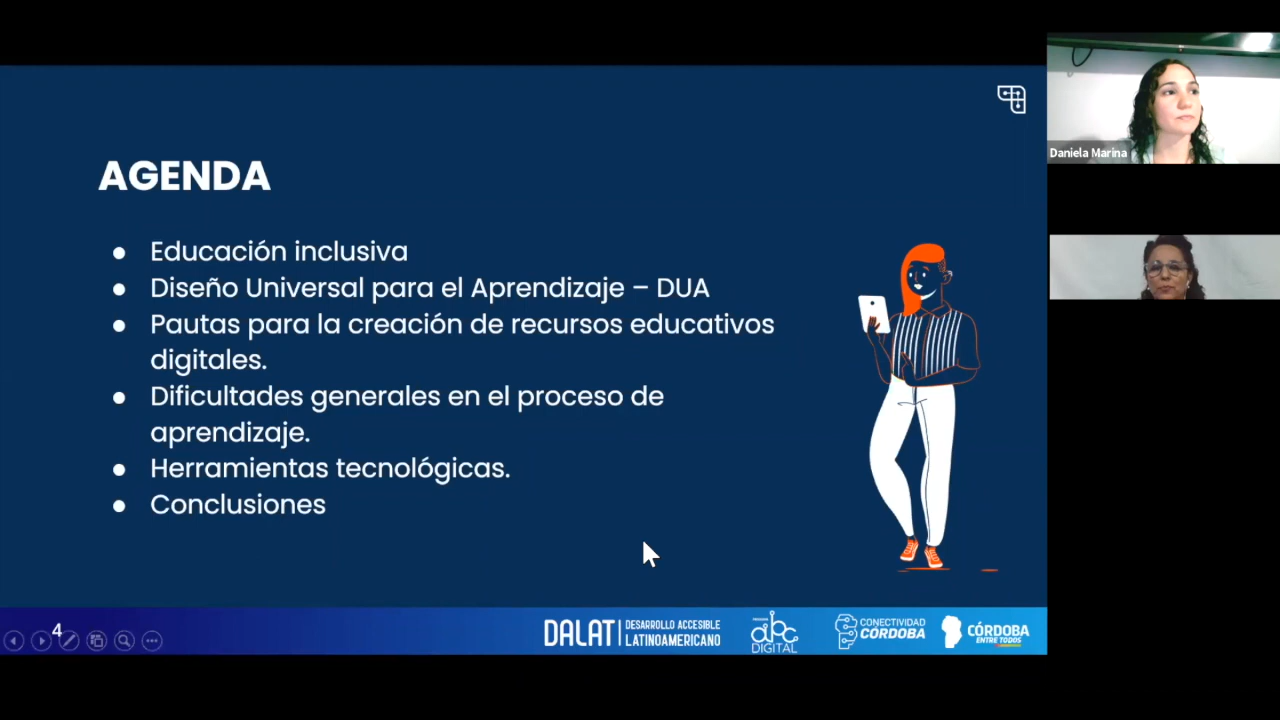 AGENDA
● Educación inclusiva
● Diseño Universal para el Aprendizaje – DUA
● Pautas para la creación de recursos educativos
digitales.
● Dificultades generales en el proceso de
aprendizaje.
● Herramientas tecnológicas.
● Conclusiones
4
DALAT | DESARROLLO ACCESIBLE
LATINOAMERICANO
abc
DIGITAL
CONECTIVIDAD
CÓRDOBA
CÓRDOBA
ENTRE TODOS
Daniela Marina